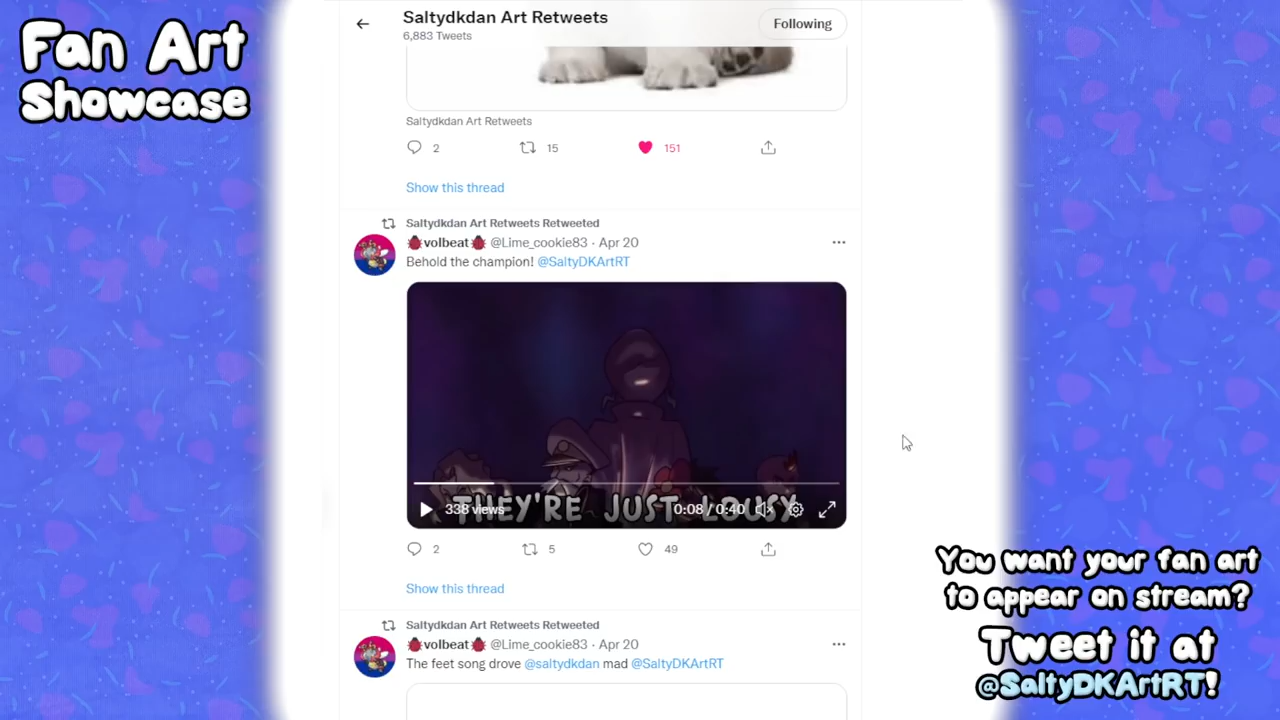 Fan Art
Showcase
Saltydkdan Art Retweets
6,883 Tweets
Following
Saltydkdan Art Retweets
2
15
151
Show this thread
Saltydkdan Art Retweets Retweeted
volbeat @Lime_cookie83 · Apr 20
Behold the champion! @SaltyDKArtRT
THEY'RE JUST LOUSY
338 views
0:08 / 0:40
2
5
49
Show this thread
Saltydkdan Art Retweets Retweeted
volbeat @Lime_cookie83 · Apr 20
The feet song drove @saltydkdan mad @SaltyDKArtRT
You want your fan art
to appear on stream?
Tweet it at
@SaltyDKArtRT!